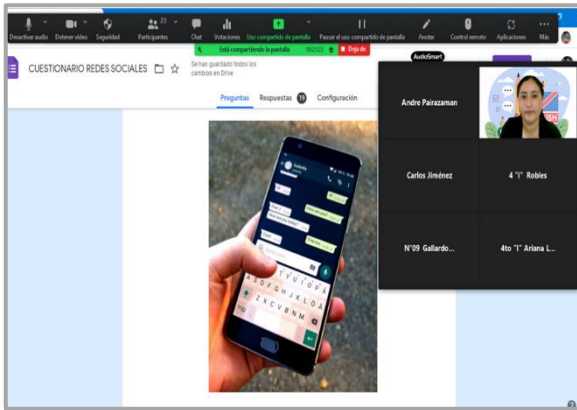 23
Desactivar audio Detener video Seguridad Participantes Chat Votaciones Uso compartido de pantalla Pausar el uso compartido de pantalla Anotar Control remoto Aplicaciones Más
Está compartiendo la pantalla Deja de
AudioSmart
CUESTIONARIO REDES SOCIALES
Se han guardado todos los
cambios en Drive
Preguntas Respuestas 19 Configuración
Andre Pairazaman
Carlos Jiménez 4 "I" Robles
N°09 Gallardo... 4to "I" Ariana L...